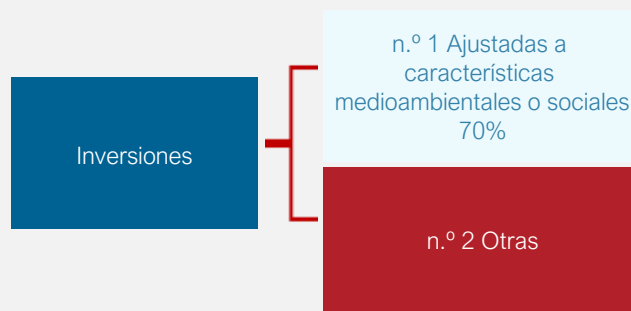 Inversiones
n.º 1 Ajustadas a
características
medioambientales o sociales
70%
n.º 2 Otras